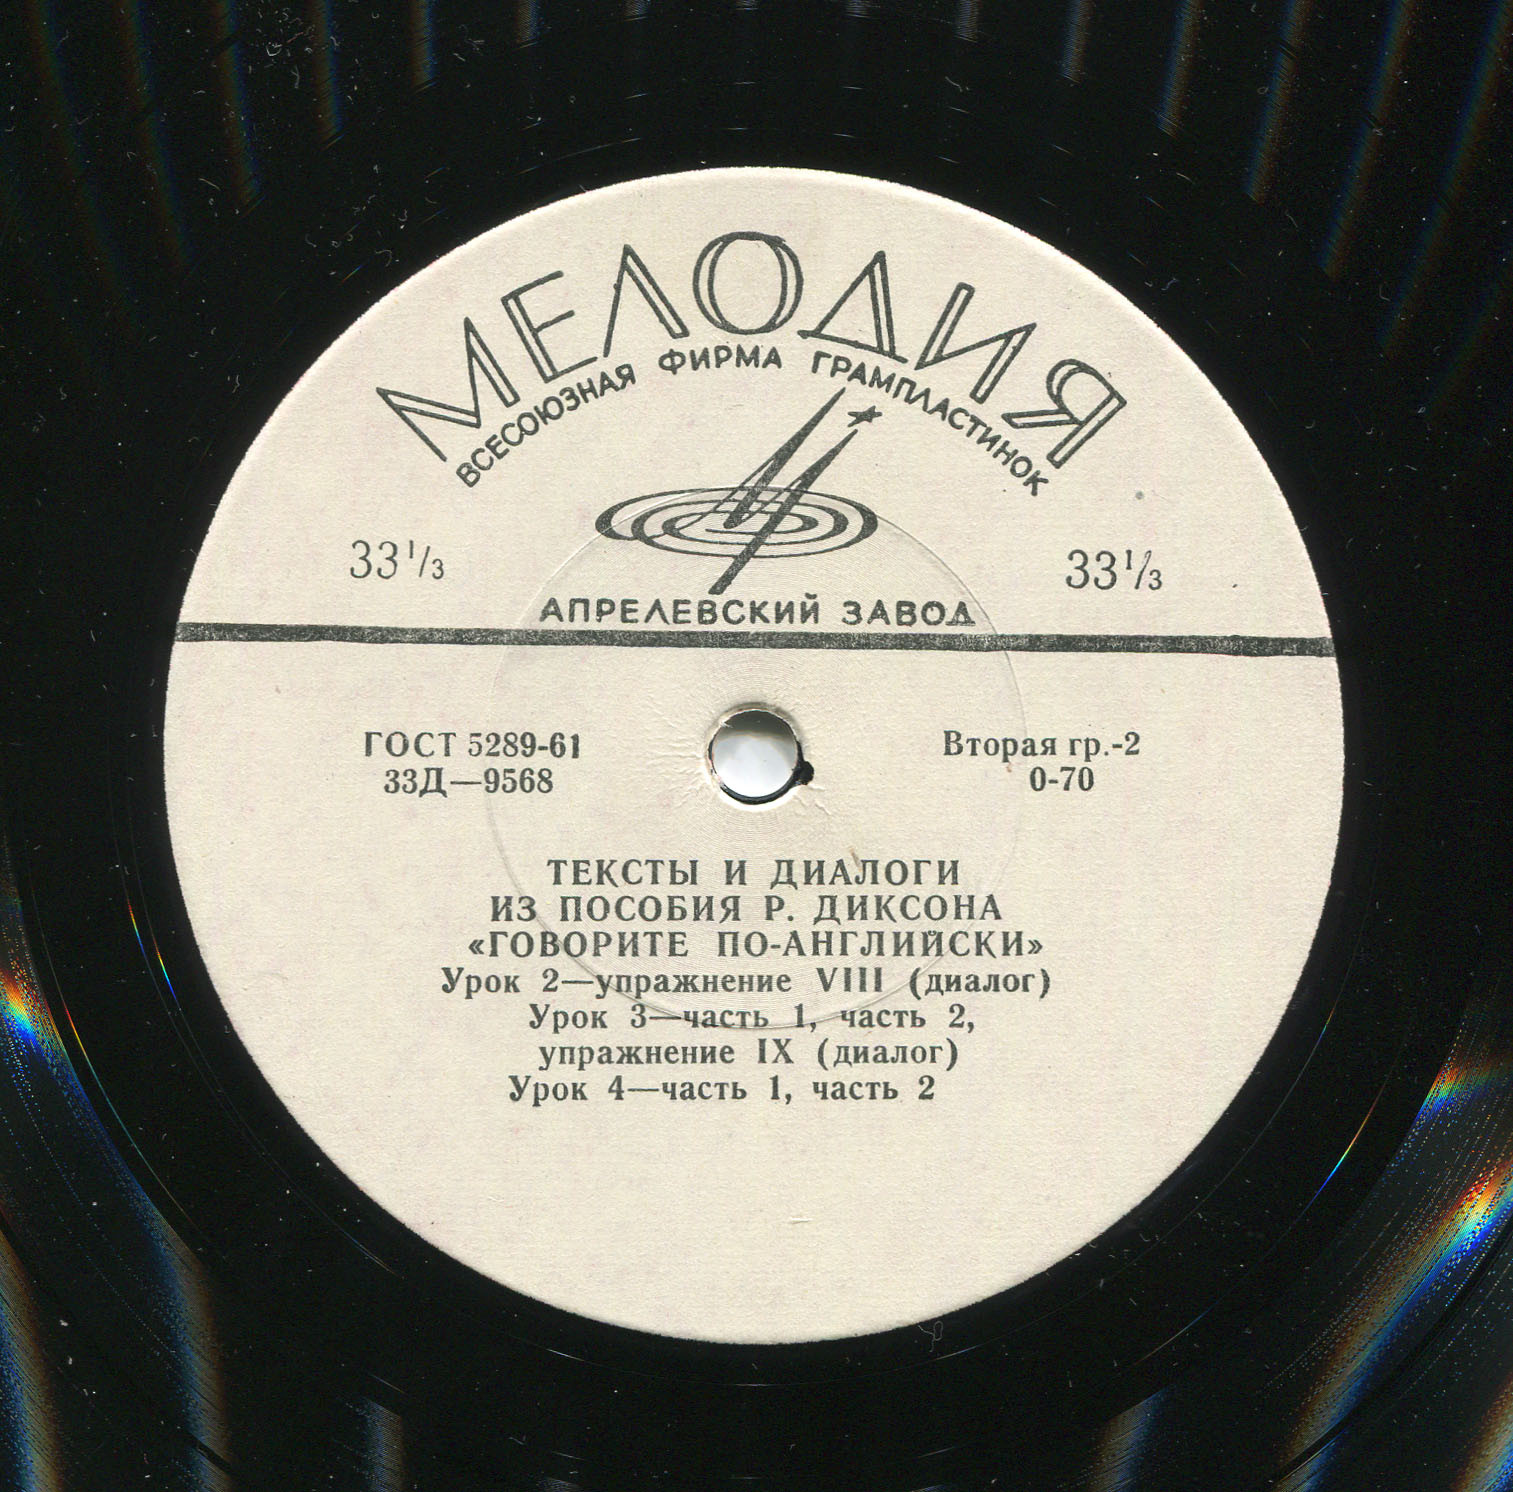 МЕЛОДИЯ
ВСЕСОЮЗНАЯ ФИРМА ГРАМПЛАСТИНОК
33⅓ 33⅓
АПРЕЛЕВСКИЙ ЗАВОД
ГОСТ 5289-61 Вторая гр.-2
33Д—9568 0-70
ТЕКСТЫ И ДИАЛОГИ
ИЗ ПОСОБИЯ Р. ДИКСОНА
«ГОВОРИТЕ ПО-АНГЛИЙСКИ»
Урок 2—упражнение VIII (диалог)
Урок 3—часть 1, часть 2,
упражнение IX (диалог)
Урок 4—часть 1, часть 2